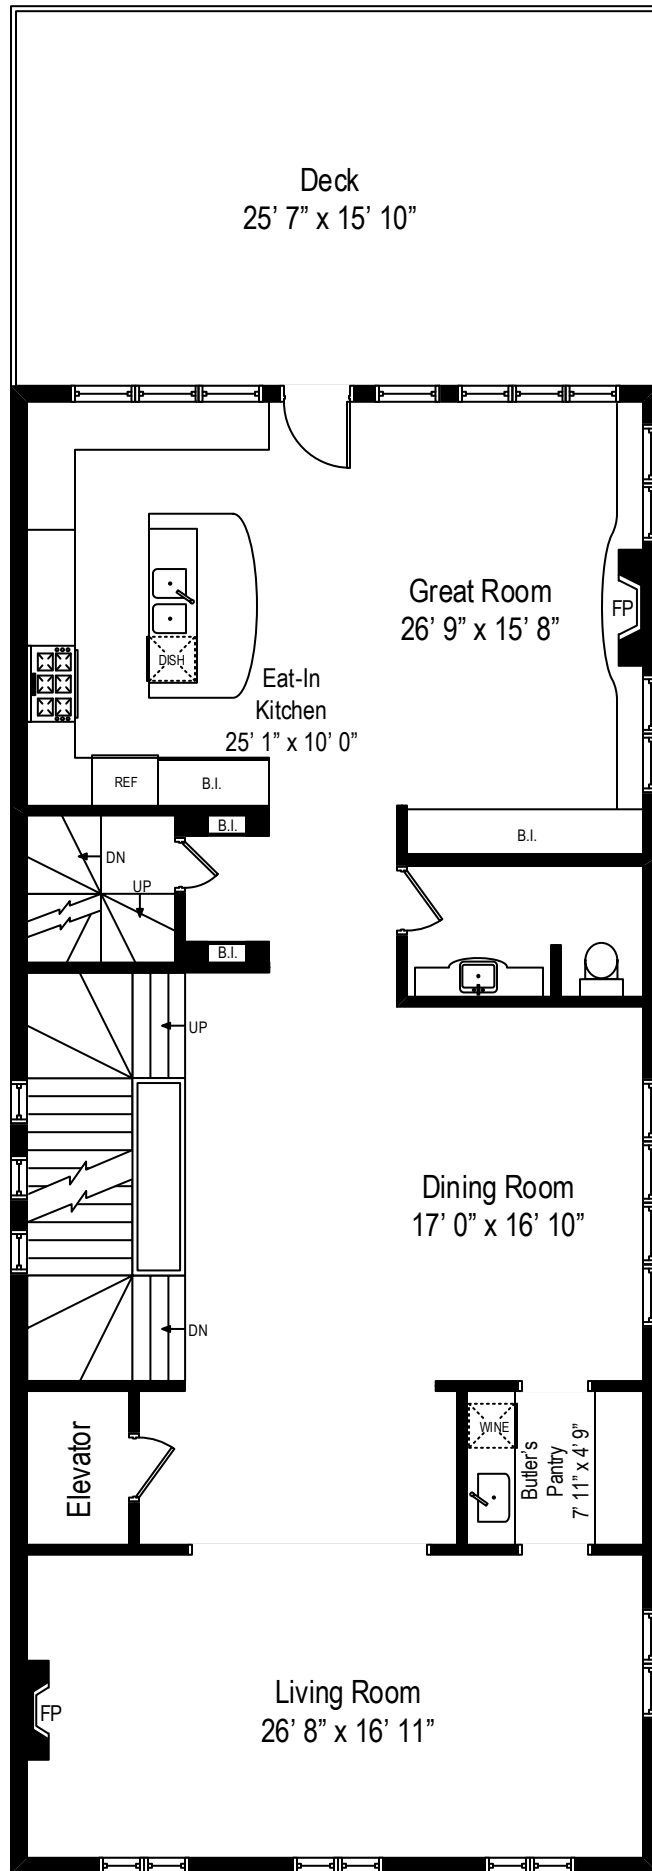 Deck
25’ 7” x 15’ 10”
Great Room
26’ 9” x 15’ 8”
FP
DISH
Eat-In
Kitchen
25’ 1” x 10’ 0”
REF
B.I.
B.I.
B.I.
DN
UP
B.I.
UP
Dining Room
17’ 0” x 16’ 10”
DN
Elevator
WINE
Butler’s
Pantry
7’ 11” x 4’ 9”
Living Room
26’ 8” x 16’ 11”
FP